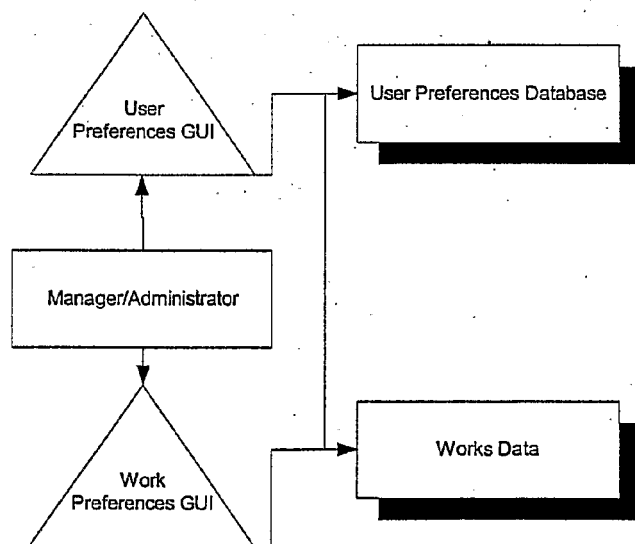 User
Preferences GUI
User Preferences Database
Manager/Administrator
Work
Preferences GUI
Works Data